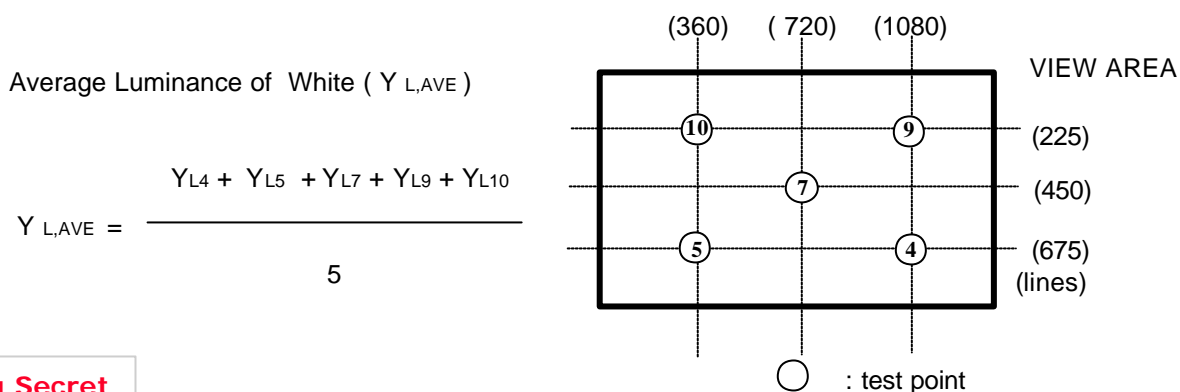 (360) ( 720) (1080)
Average Luminance of White ( Y L,AVE )
VIEW AREA
10 9 (225)
YL4 + YL5 + YL7 + YL9 + YL10
7 (450)
Y L,AVE =
5 4 (675)
5
(lines)
Secret
: test point